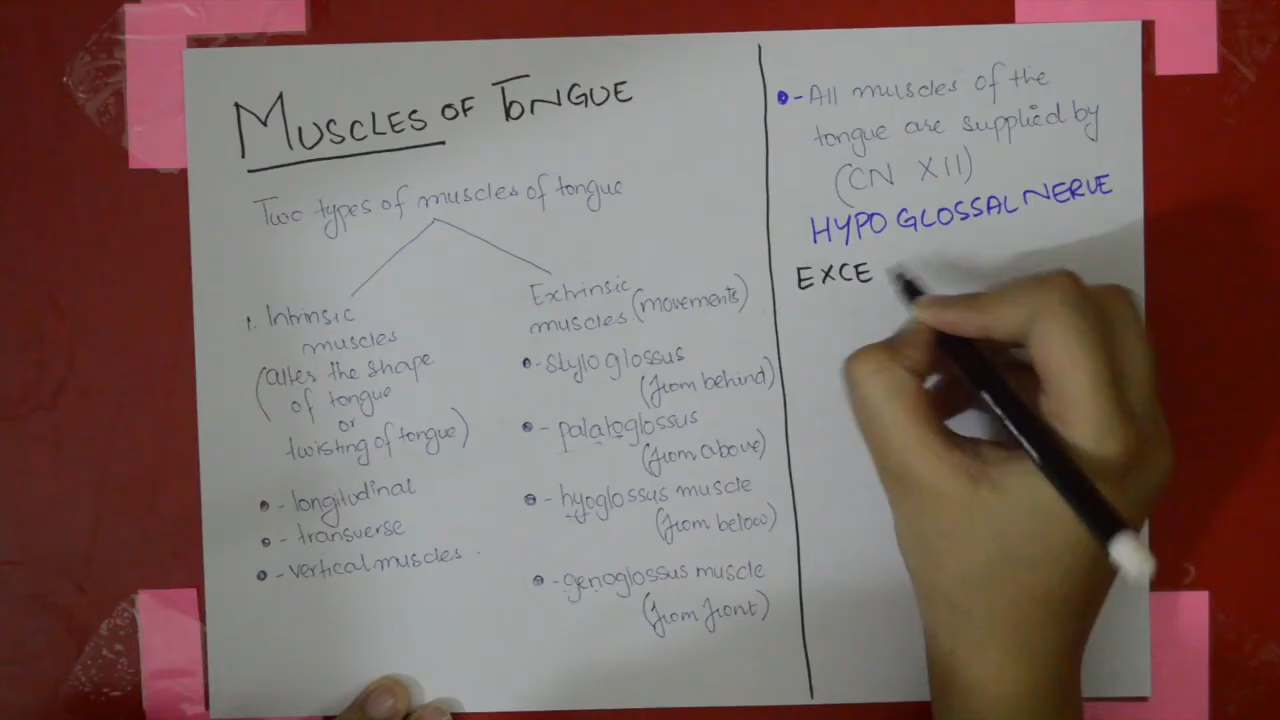 MUSCLES OF TONGUE
Two types of muscles of tongue
1. Intrinsic
muscles
(alter the shape
of tongue
or
twisting of tongue)
- longitudinal
- transverse
- vertical muscles.
Extrinsic
muscles (movements)
- styloglossus
(from behind)
- palatoglossus
(from above)
- hyoglossus muscle
(from below)
- genoglossus muscle
(from front)
- All muscles of the
tongue are supplied by
(CN XII)
HYPOGLOSSAL NERVE
EXCE